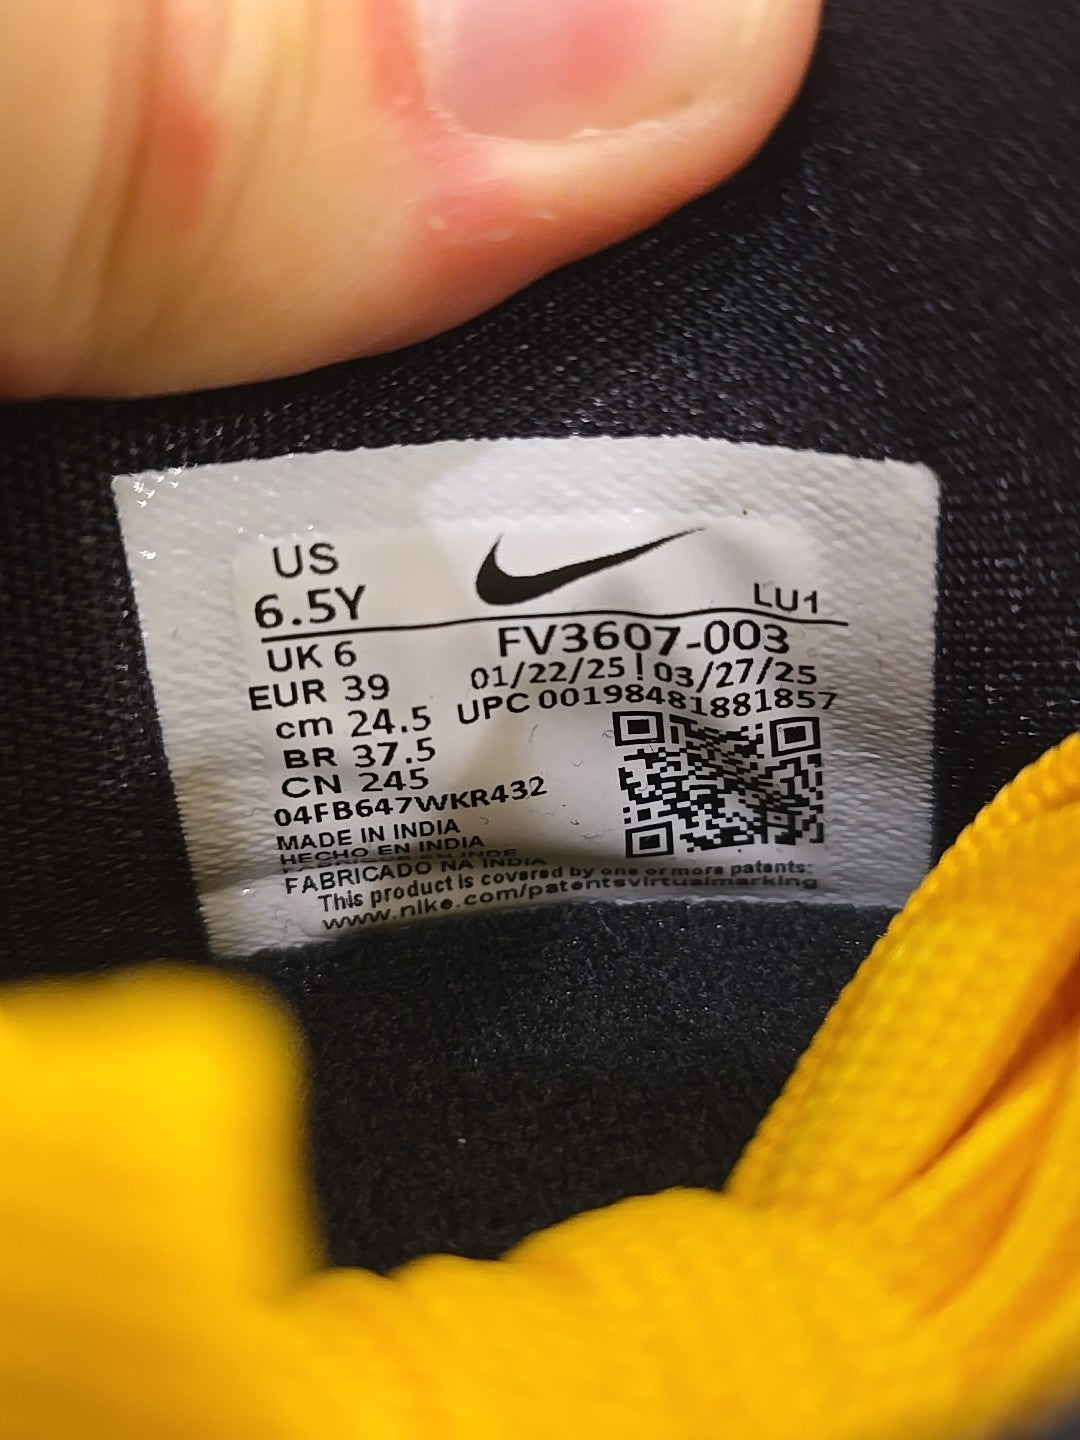 US
6.5Y
LU1
UK 6
FV3607-003
EUR 39
01/22/25 | 03/27/25
cm 24.5
UPC 00198481881857
BR 37.5
CN 245
04FB647WKR432
MADE IN INDIA
HECHO EN INDIA
FABRICADO NA INDIA
This product is covered by one or more patents:
www.nike.com/patentsvirtualmarking